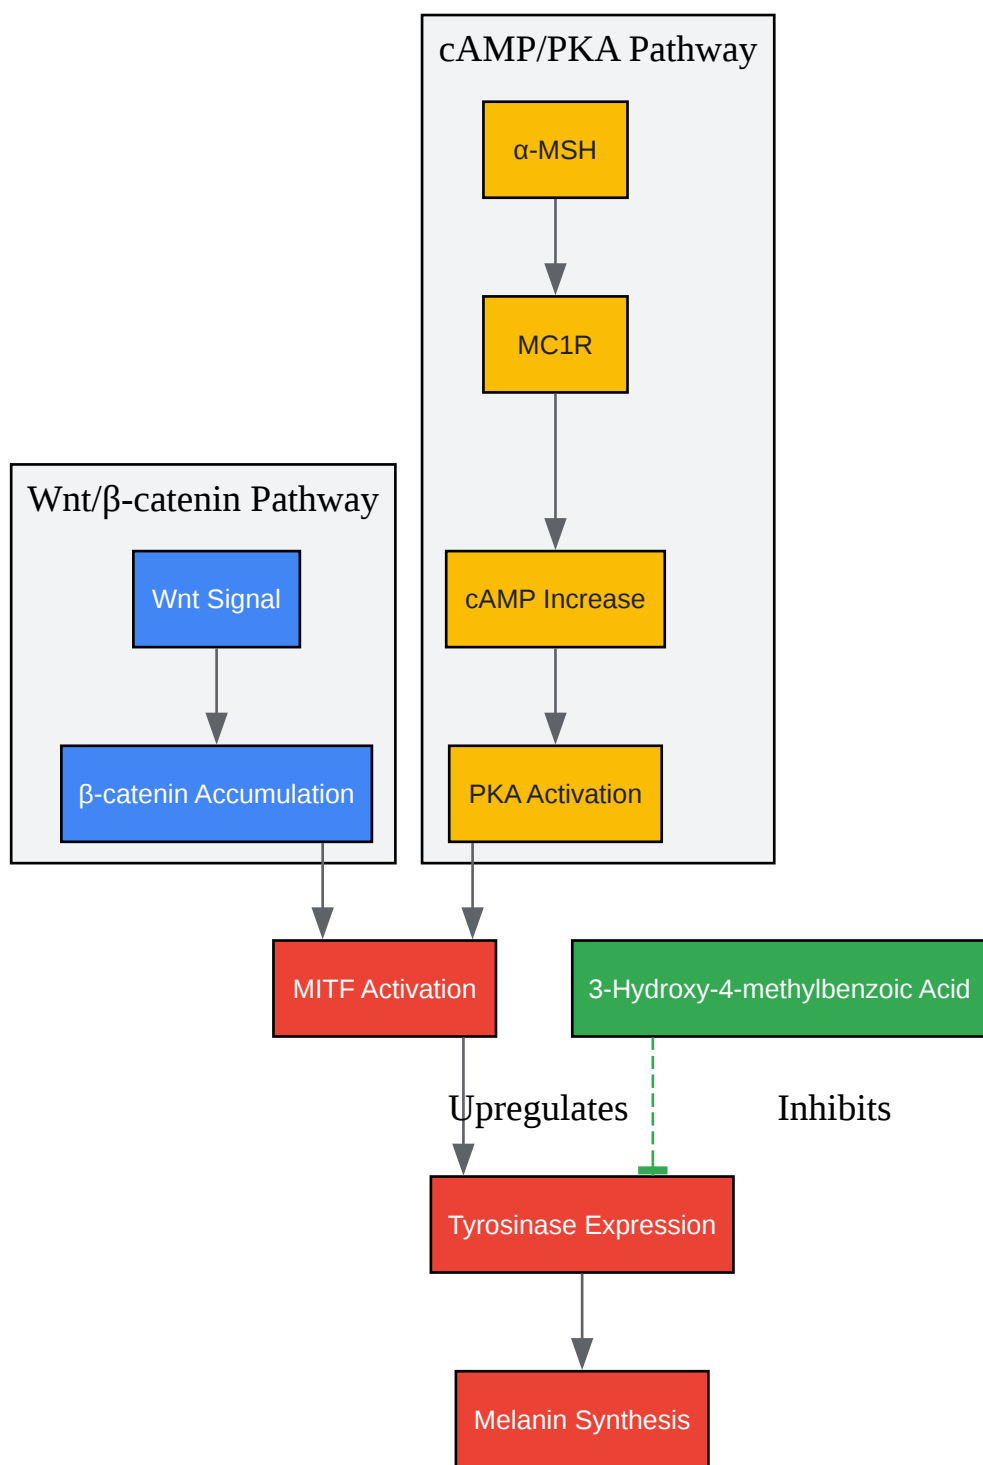 cAMP/PKA Pathway
α-MSH
MC1R
Wnt/β-catenin Pathway
Wnt Signal
cAMP Increase
β-catenin Accumulation
PKA Activation
MITF Activation
3-Hydroxy-4-methylbenzoic Acid
Upregulates
Inhibits
Tyrosinase Expression
Melanin Synthesis